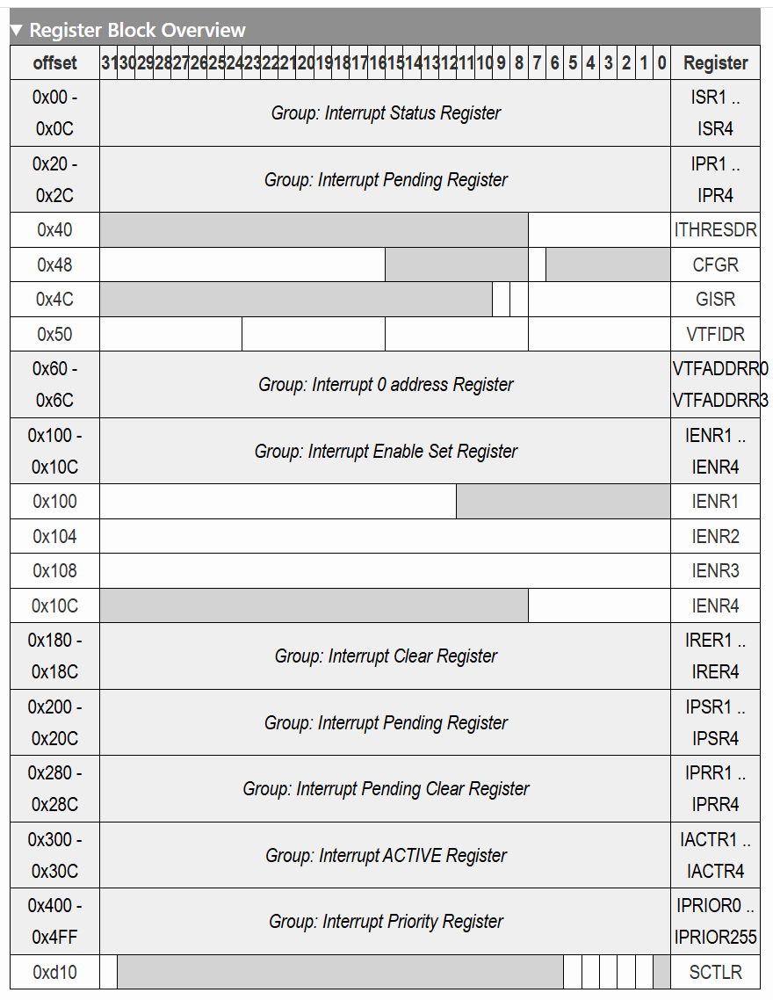 ▼ Register Block Overview
offset 31 30 29 28 27 26 25 24 23 22 21 20 19 18 17 16 15 14 13 12 11 10 9 8 7 6 5 4 3 2 1 0 Register
0x00 - 0x0C Group: Interrupt Status Register ISR1 .. ISR4
0x20 - 0x2C Group: Interrupt Pending Register IPR1 .. IPR4
0x40 ITHRESDR
0x48 CFGR
0x4C GISR
0x50 VTFIDR
0x60 - 0x6C Group: Interrupt 0 address Register VTFADDRR0 VTFADDRR3
0x100 - 0x10C Group: Interrupt Enable Set Register IENR1 .. IENR4
0x100 IENR1
0x104 IENR2
0x108 IENR3
0x10C IENR4
0x180 - 0x18C Group: Interrupt Clear Register IRER1 .. IRER4
0x200 - 0x20C Group: Interrupt Pending Register IPSR1 .. IPSR4
0x280 - 0x28C Group: Interrupt Pending Clear Register IPRR1 .. IPRR4
0x300 - 0x30C Group: Interrupt ACTIVE Register IACTR1 .. IACTR4
0x400 - 0x4FF Group: Interrupt Priority Register IPRIOR0 .. IPRIOR255
0xd10 SCTLR